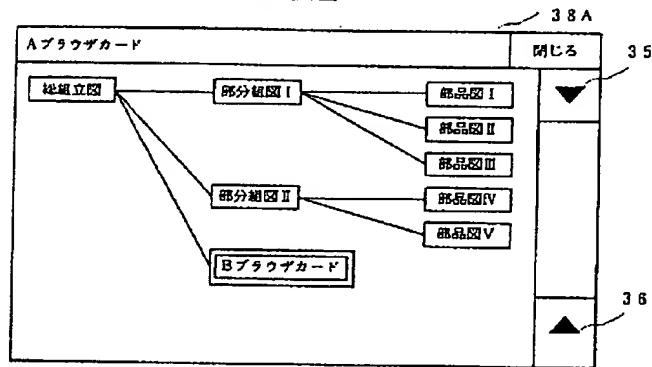 38A
Aブラウザカード
閉じる
35
総組立図
部分組図I
部品図I
部品図II
部品図III
部分組図II
部品図IV
部品図V
Bブラウザカード
36